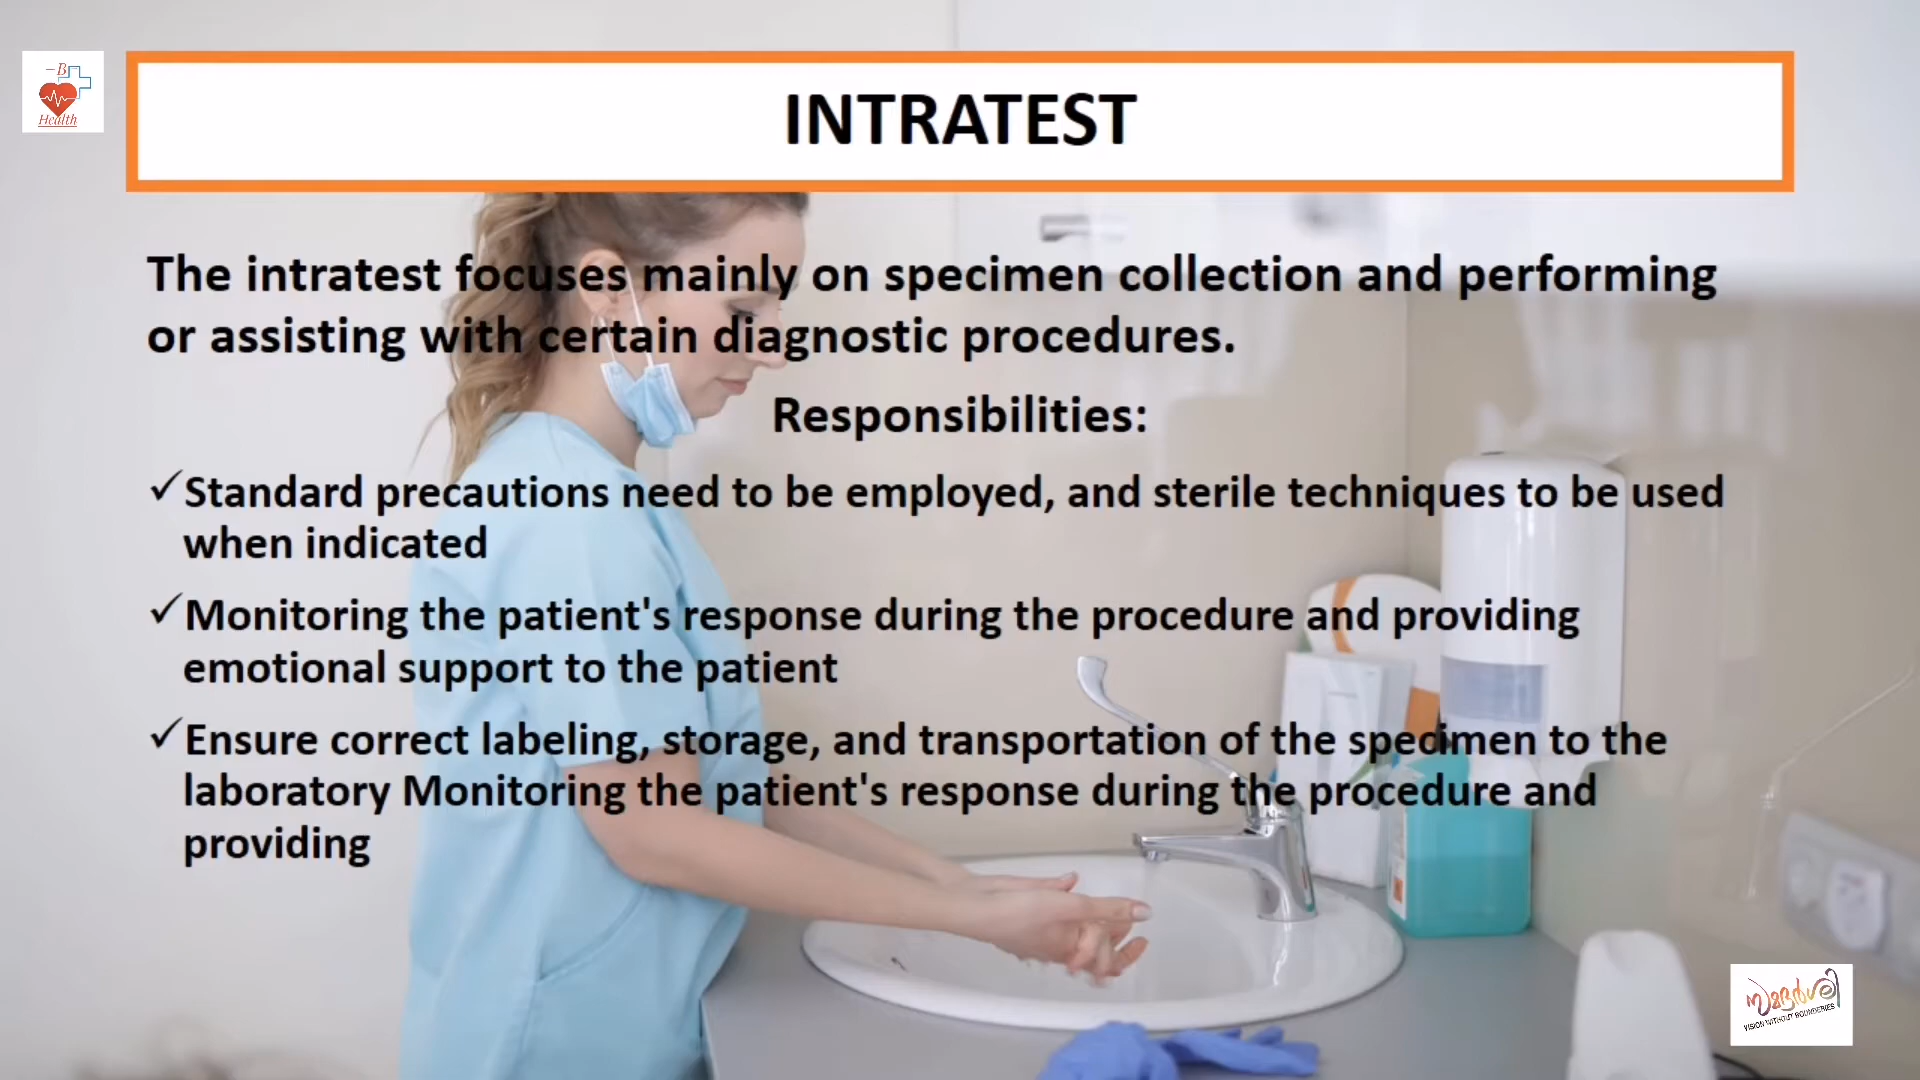 B
Health
INTRATEST
The intratest focuses mainly on specimen collection and performing
or assisting with certain diagnostic procedures.
Responsibilities:
✓Standard precautions need to be employed, and sterile techniques to be used
when indicated
✓Monitoring the patient's response during the procedure and providing
emotional support to the patient
✓Ensure correct labeling, storage, and transportation of the specimen to the
laboratory Monitoring the patient's response during the procedure and
providing
VISION WITHOUT BOUNDERIES